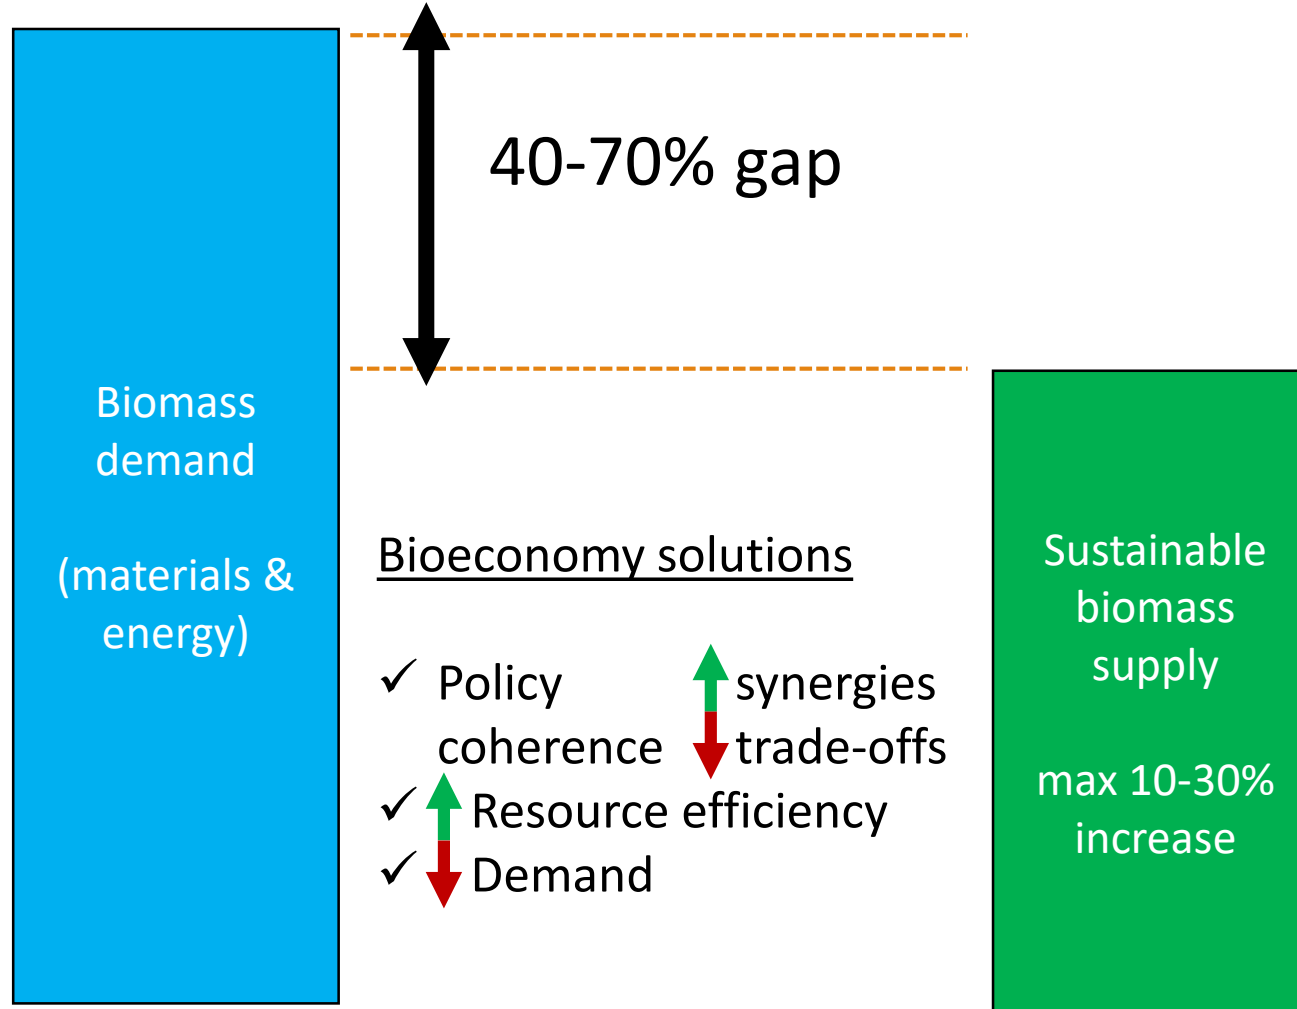 40-70% gap
Biomass
demand
(materials &
energy)
Bioeconomy solutions
✓ Policy
coherence
synergies
trade-offs
✓ Resource efficiency
✓ Demand
Sustainable
biomass
supply
max 10-30%
increase